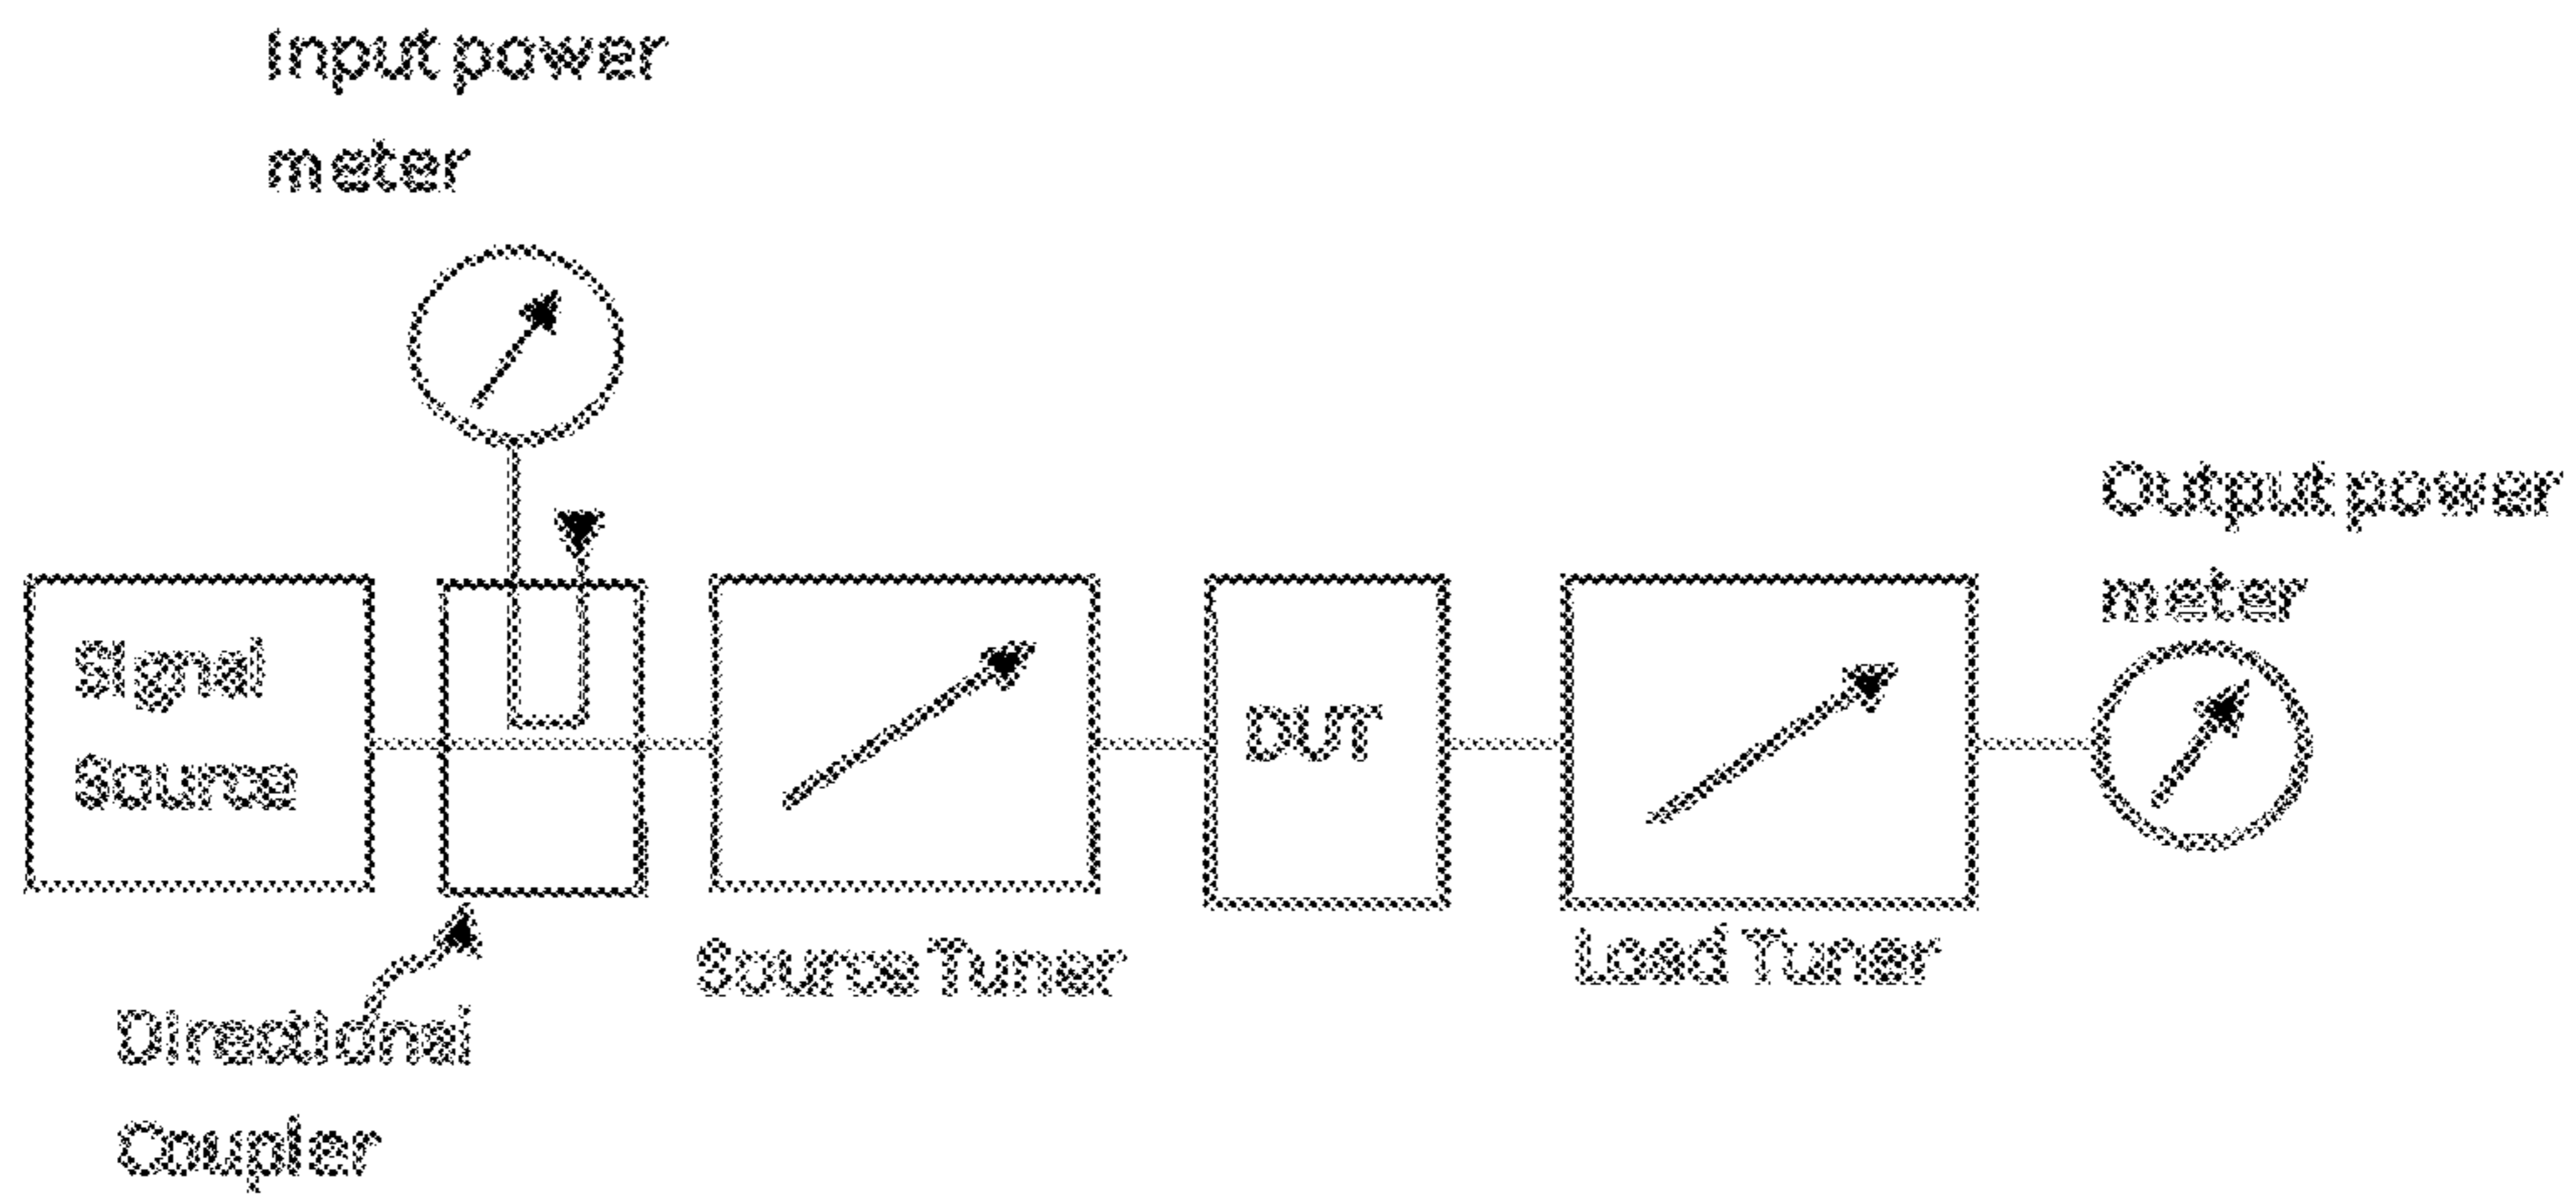 Input power
meter
Output power
meter
Signal
Source
DUT
Source Tuner
Load Tuner
Directional
Coupler